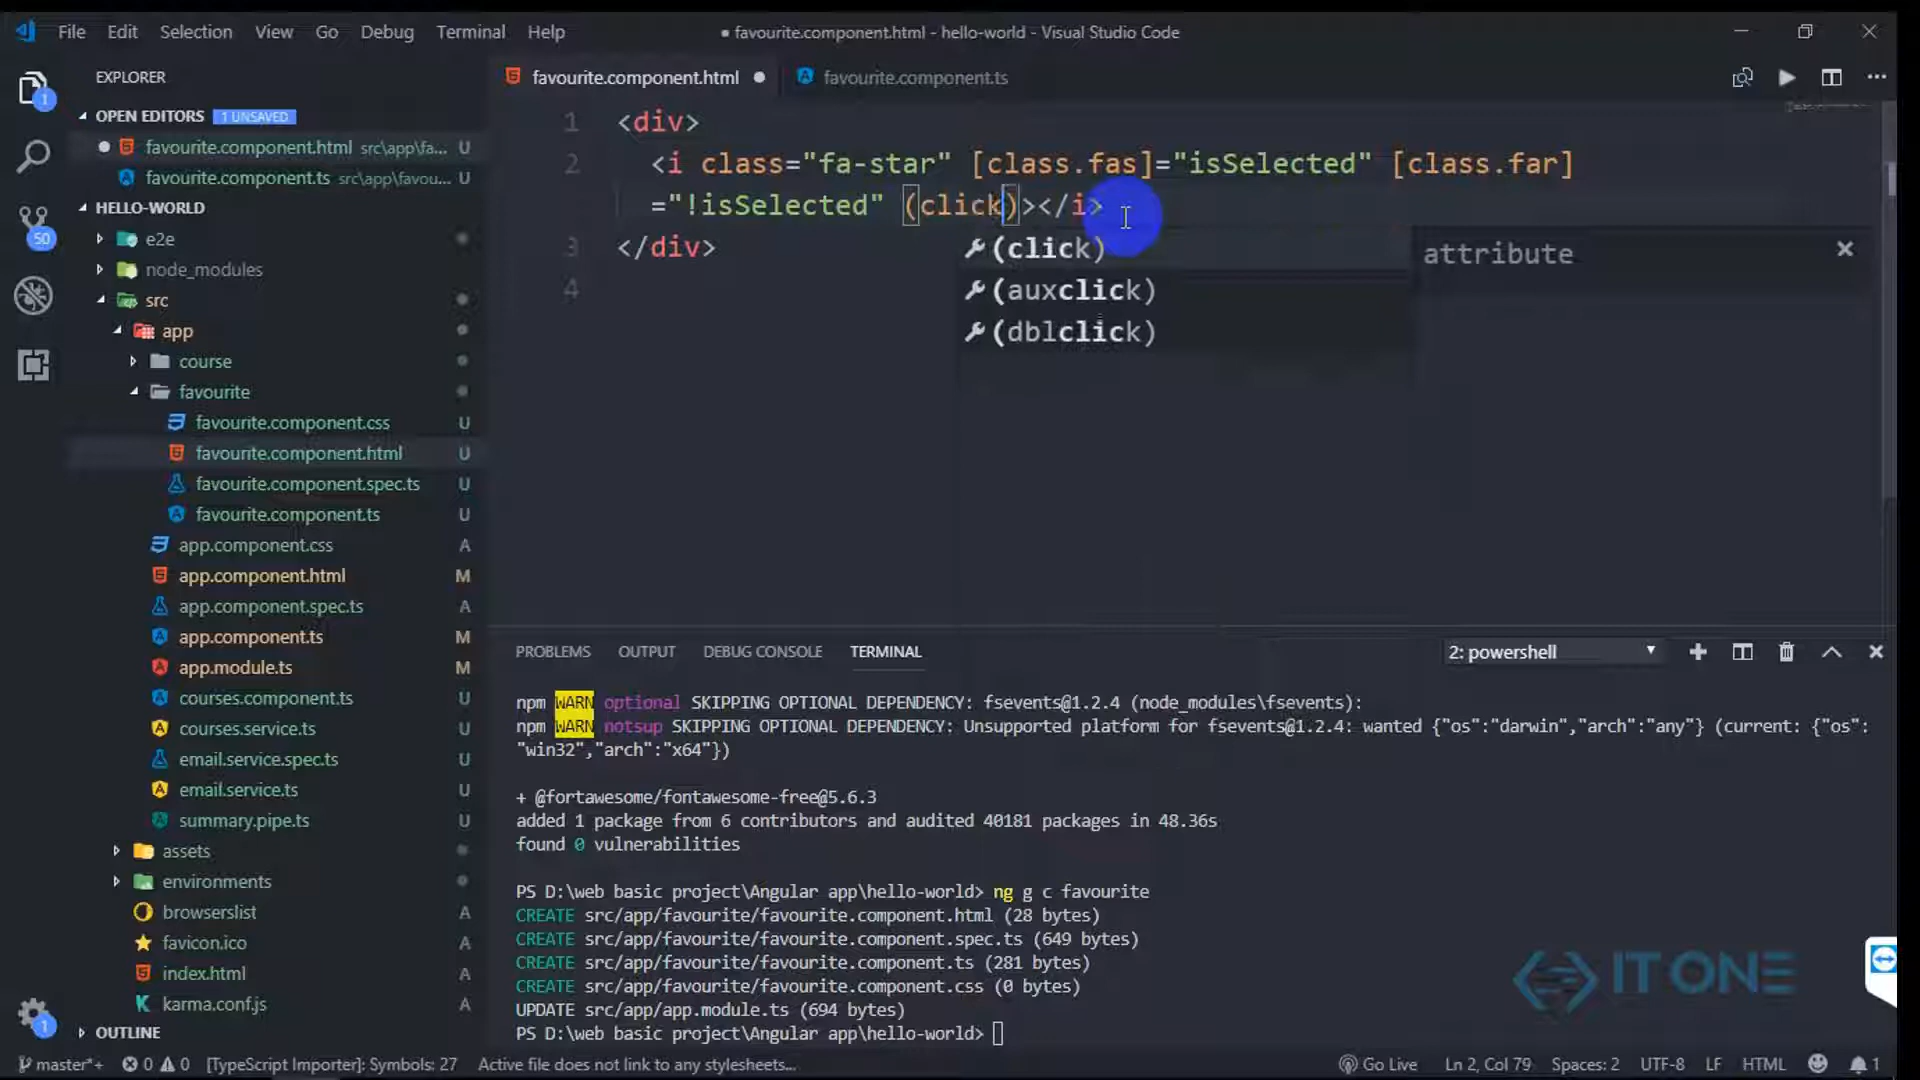 File Edit Selection View Go Debug Terminal Help
● favourite.component.html - hello-world - Visual Studio Code
EXPLORER
OPEN EDITORS 1 UNSAVED
favourite.component.html src\app\fa... U
favourite.component.ts src\app\favou... U
HELLO-WORLD
e2e
node_modules
src
app
course
favourite
favourite.component.css U
favourite.component.html U
favourite.component.spec.ts U
favourite.component.ts U
app.component.css A
app.component.html M
app.component.spec.ts A
app.component.ts M
app.module.ts M
courses.component.ts U
courses.service.ts U
email.service.spec.ts U
email.service.ts U
summary.pipe.ts U
assets
environments
browserslist A
favicon.ico A
index.html A
karma.conf.js A
OUTLINE
1
50
1
favourite.component.html ● favourite.component.ts
1 <div>
2 <i class="fa-star" [class.fas]="isSelected" [class.far]
="!isSelected" (click)></i>
3 </div>
4
(click)
(auxclick)
(dblclick)
attribute
PROBLEMS OUTPUT DEBUG CONSOLE TERMINAL 2: powershell
npm WARN optional SKIPPING OPTIONAL DEPENDENCY: fsevents@1.2.4 (node_modules\fsevents):
npm WARN notsup SKIPPING OPTIONAL DEPENDENCY: Unsupported platform for fsevents@1.2.4: wanted {"os":"darwin","arch":"any"} (current: {"os":
"win32","arch":"x64"})
+ @fortawesome/fontawesome-free@5.6.3
added 1 package from 6 contributors and audited 40181 packages in 48.36s
found 0 vulnerabilities
PS D:\web basic project\Angular app\hello-world> ng g c favourite
CREATE src/app/favourite/favourite.component.html (28 bytes)
CREATE src/app/favourite/favourite.component.spec.ts (649 bytes)
CREATE src/app/favourite/favourite.component.ts (281 bytes)
CREATE src/app/favourite/favourite.component.css (0 bytes)
UPDATE src/app/app.module.ts (694 bytes)
PS D:\web basic project\Angular app\hello-world>
IT ONE
master*+ 0 0 [TypeScript Importer]: Symbols: 27 Active file does not link to any stylesheets... Go Live Ln 2, Col 79 Spaces: 2 UTF-8 LF HTML 1